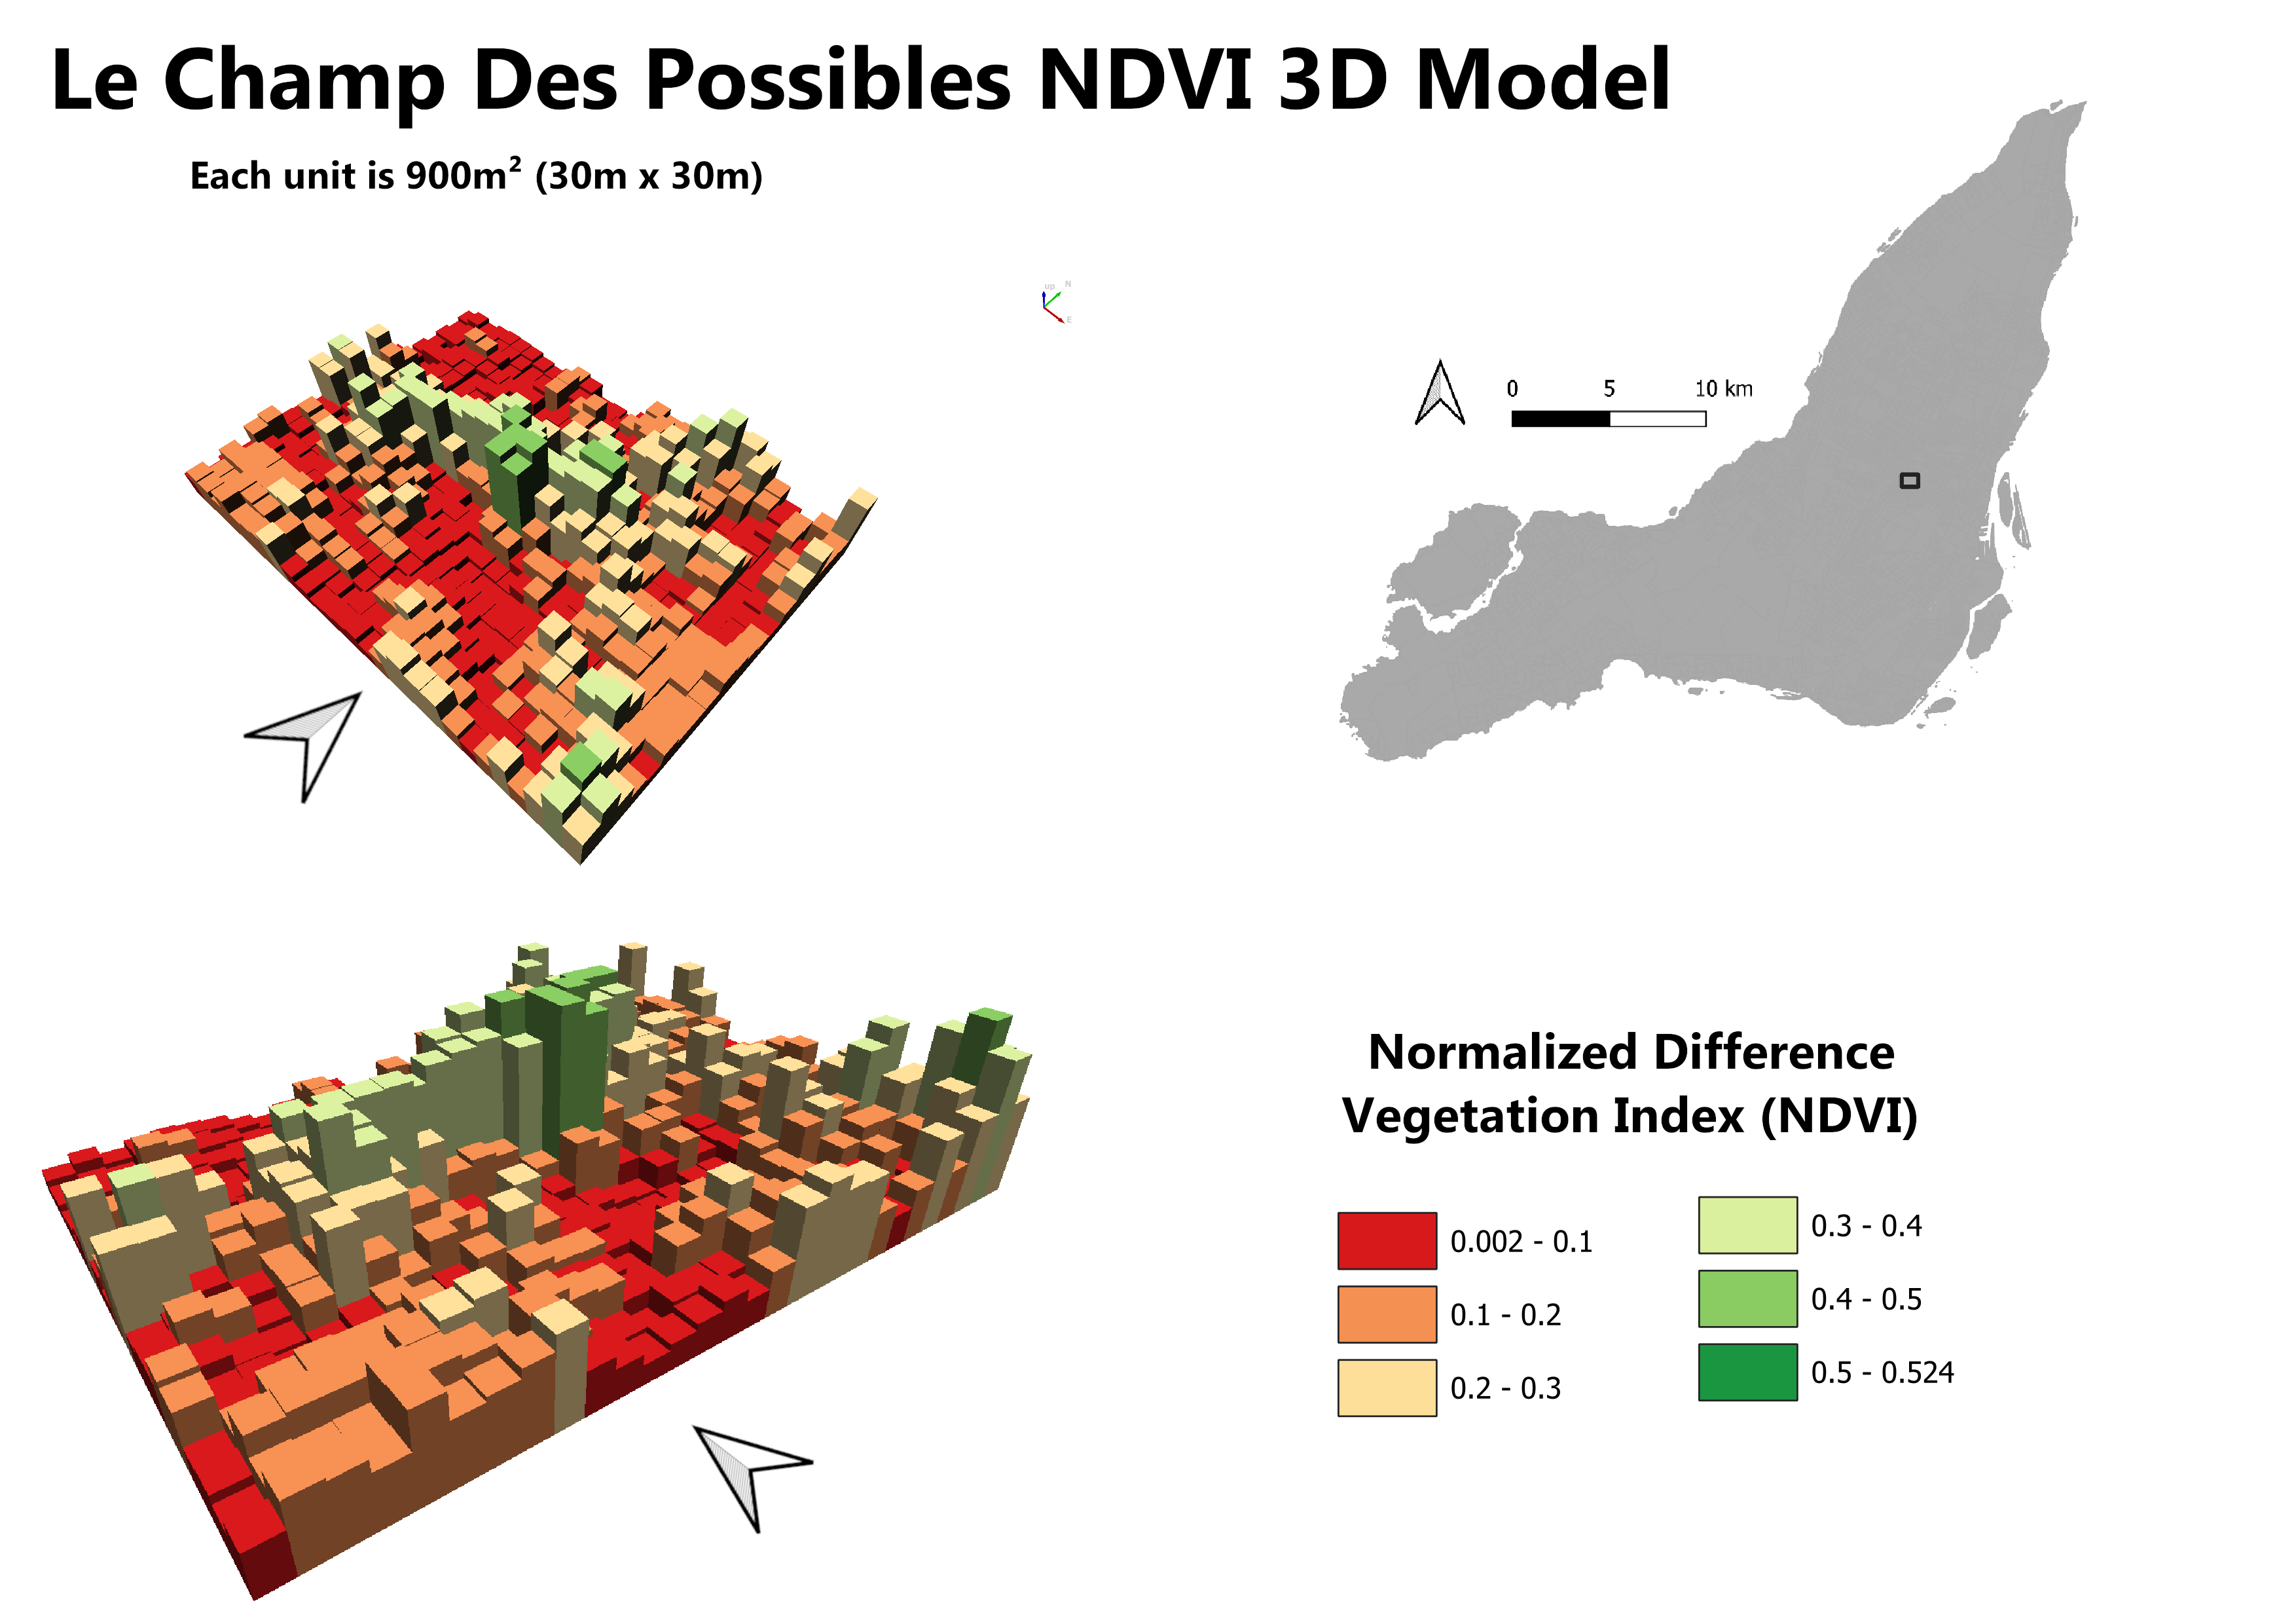 Le Champ Des Possibles NDVI 3D Model
Each unit is 900m² (30m x 30m)
up N
E
0 5 10 km
Normalized Difference
Vegetation Index (NDVI)
0.002 - 0.1
0.1 - 0.2
0.2 - 0.3
0.3 - 0.4
0.4 - 0.5
0.5 - 0.524